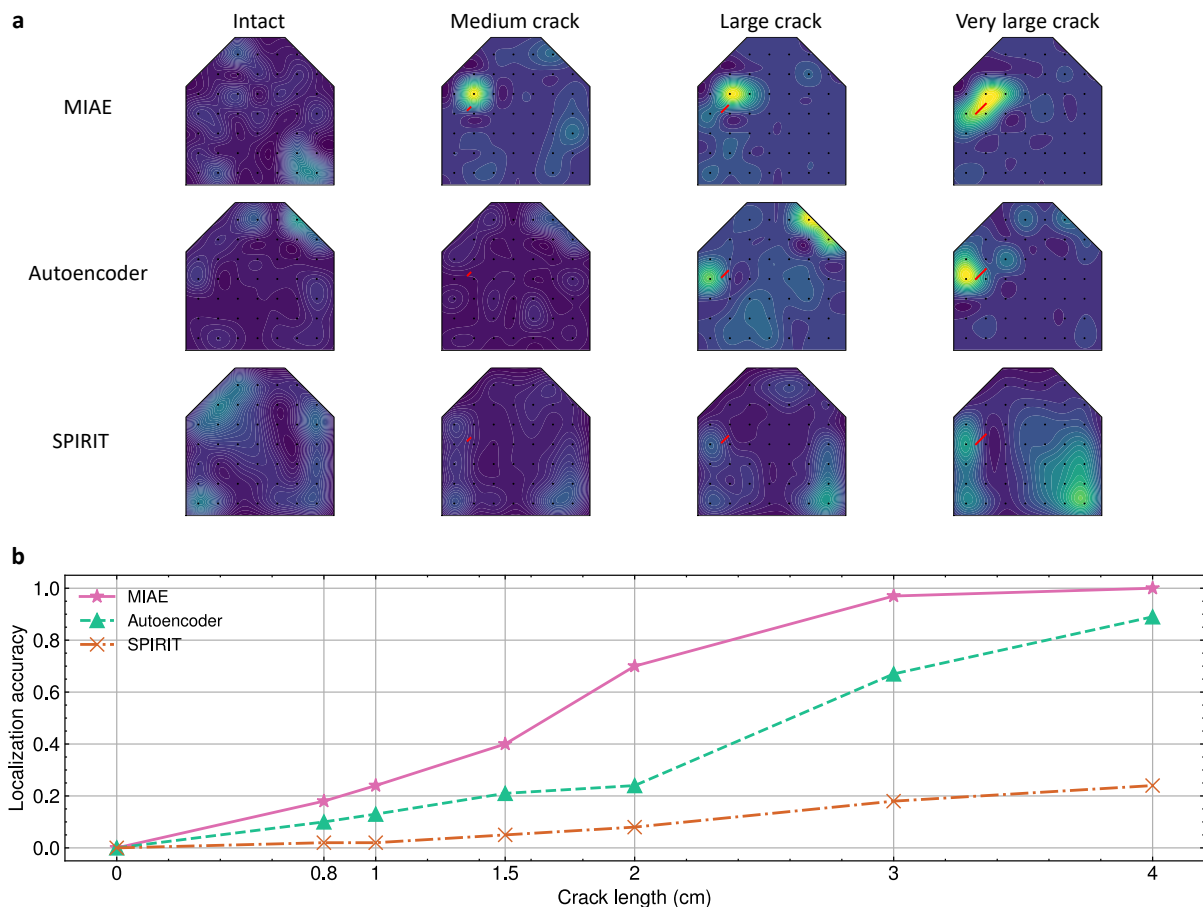 a
Intact Medium crack Large crack Very large crack
MIAE
Autoencoder
SPIRIT
b
1.0
0.8
0.6
0.4
0.2
0.0
Localization accuracy
MIAE
Autoencoder
SPIRIT
0 0.8 1 1.5 2 3 4
Crack length (cm)